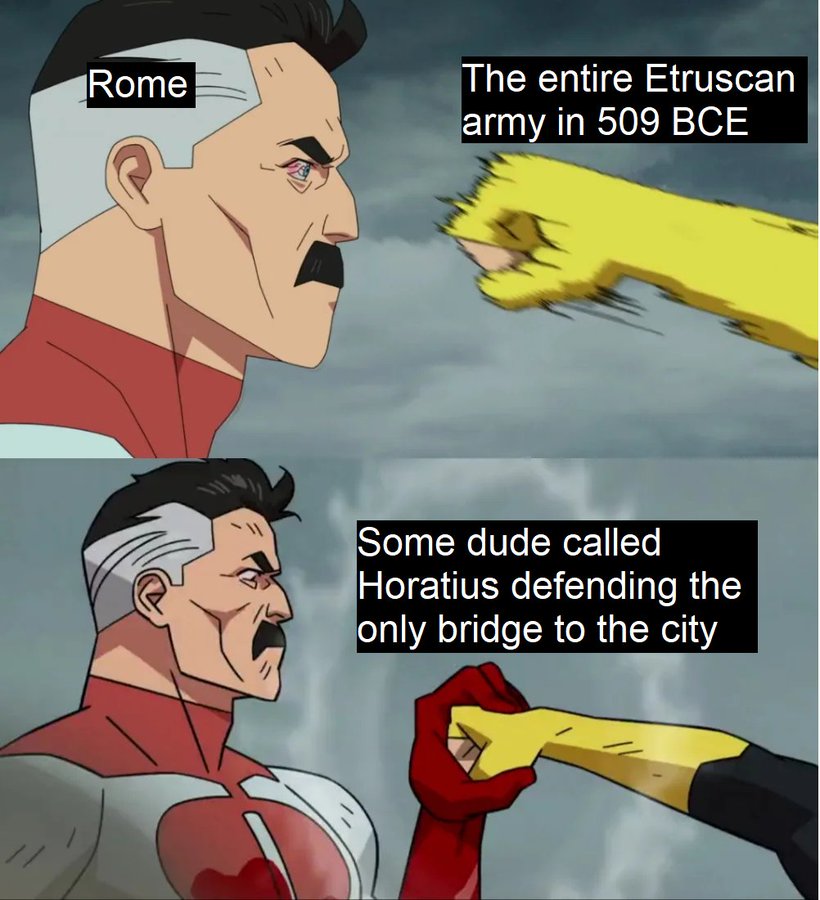 Rome
The entire Etruscan
army in 509 BCE
Some dude called
Horatius defending the
only bridge to the city